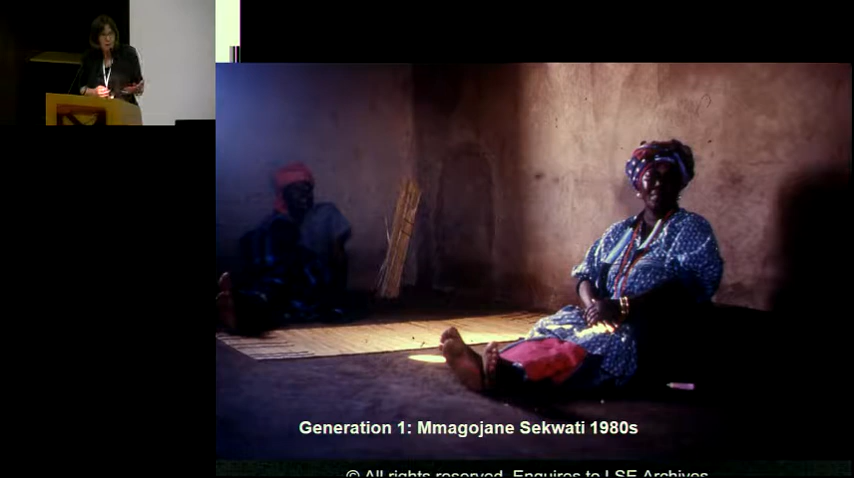 Generation 1: Mmagojane Sekwati 1980s
© All rights reserved. Enquires to LSE Archives